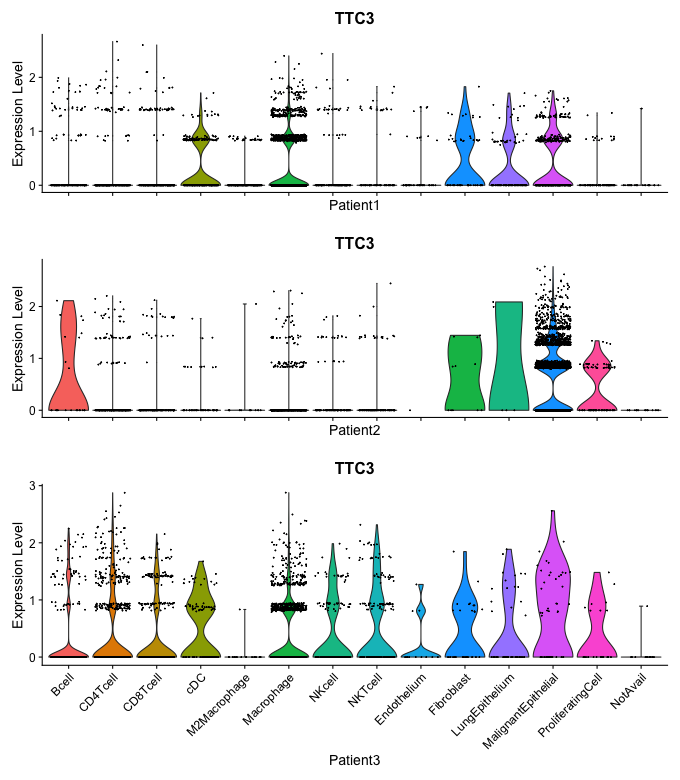 TTC3
Expression Level
2
1
0
Patient1
TTC3
Expression Level
2
1
0
Patient2
TTC3
Expression Level
3
2
1
0
Bcell
CD4Tcell
CD8Tcell
cDC
M2Macrophage
Macrophage
NKcell
NKTcell
Endothelium
Fibroblast
LungEpithelium
MalignantEpithelial
ProliferatingCell
NotAvail
Patient3